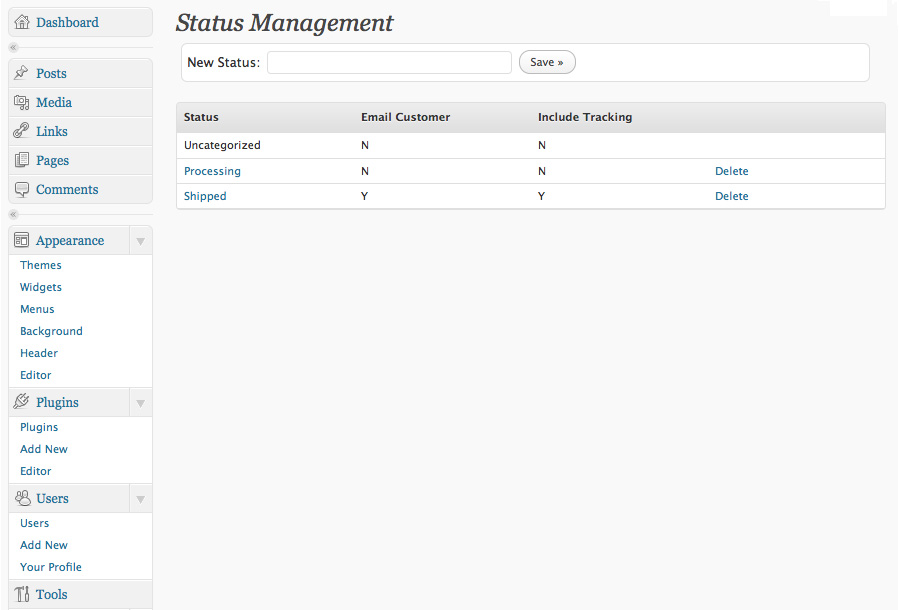 Dashboard
Posts
Media
Links
Pages
Comments
Appearance
Themes
Widgets
Menus
Background
Header
Editor
Plugins
Plugins
Add New
Editor
Users
Users
Add New
Your Profile
Tools
Status Management
New Status: Save »
Status Email Customer Include Tracking
Uncategorized N N
Processing N N Delete
Shipped Y Y Delete